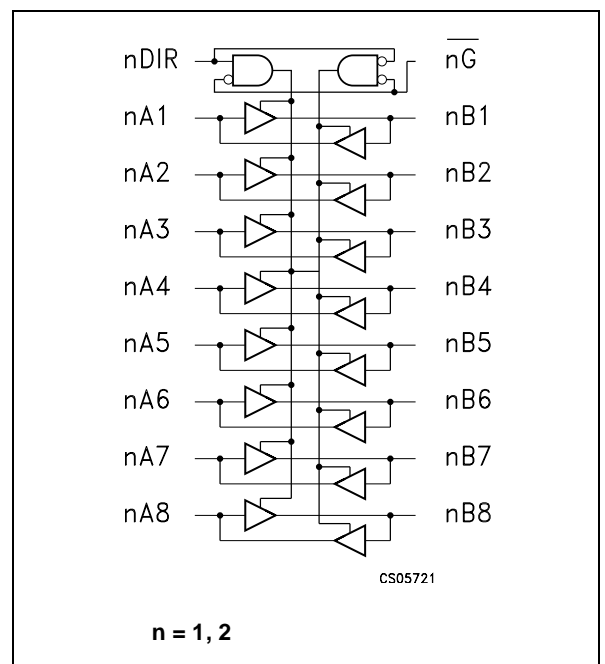 nDIR nG̅
nA1 nB1
nA2 nB2
nA3 nB3
nA4 nB4
nA5 nB5
nA6 nB6
nA7 nB7
nA8 nB8
CS05721
n = 1, 2